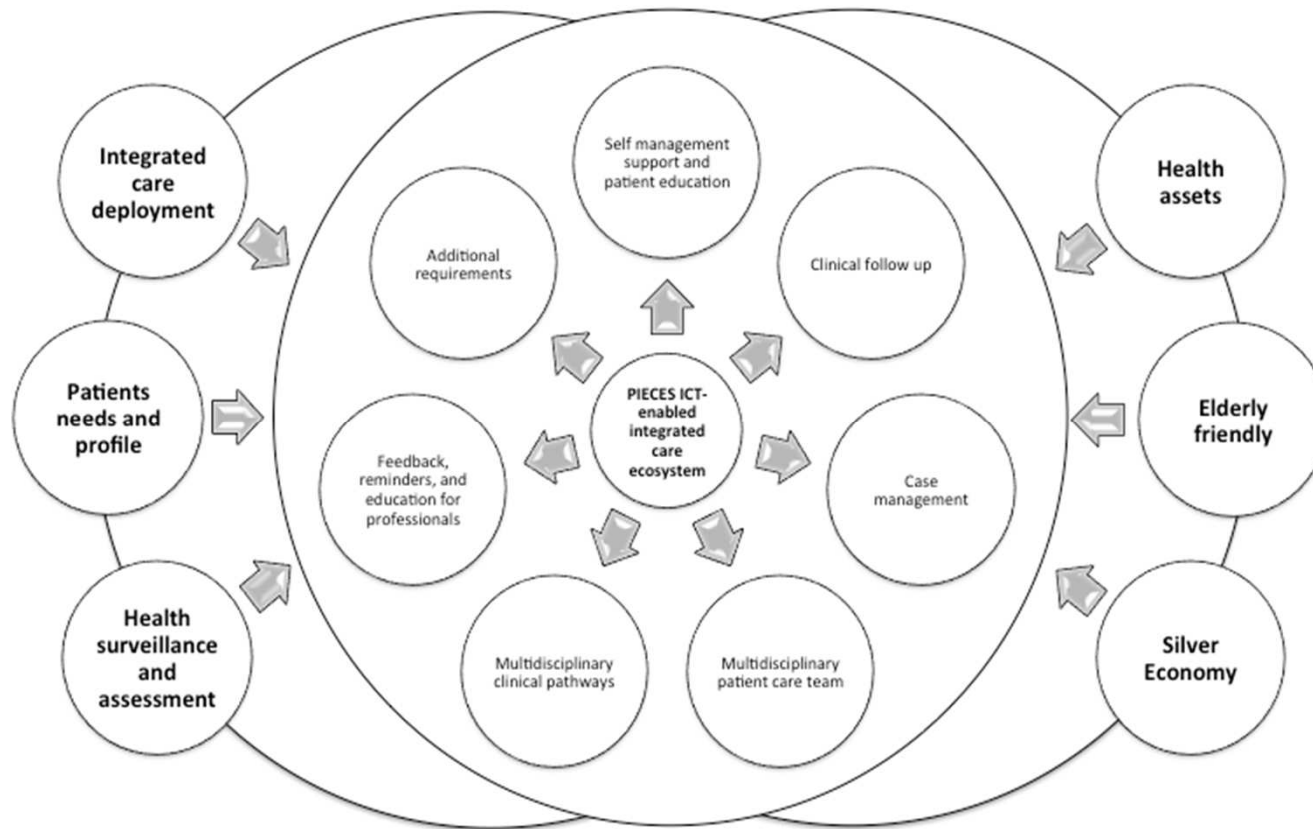 Integrated
care
deployment
Patients
needs and
profile
Health
surveillance
and
assessment
Self management
support and
patient education
Additional
requirements
Clinical follow up
PIECES ICT-
enabled
integrated
care
ecosystem
Feedback,
reminders, and
education for
professionals
Case
management
Multidisciplinary
clinical pathways
Multidisciplinary
patient care team
Health
assets
Elderly
friendly
Silver
Economy